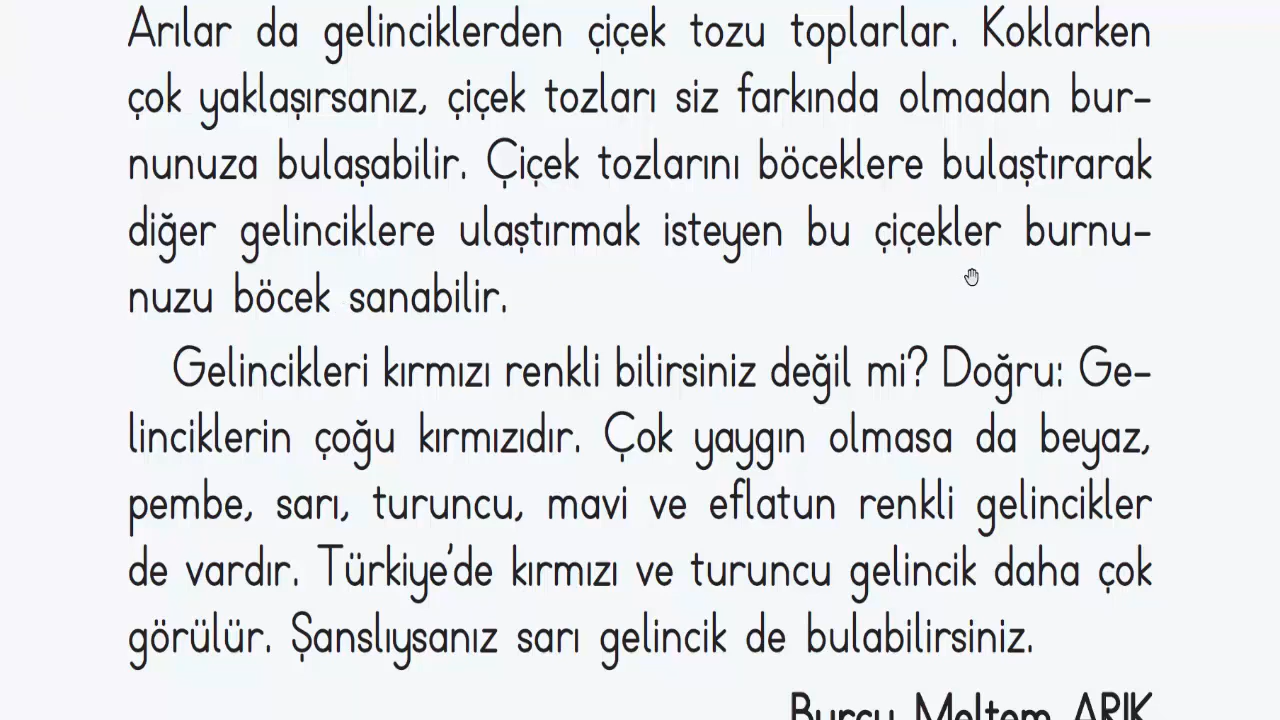 Arılar da gelinciklerden çiçek tozu toplarlar. Koklarken
çok yaklaşırsanız, çiçek tozları siz farkında olmadan bur-
nunuza bulaşabilir. Çiçek tozlarını böceklere bulaştırarak
diğer gelinciklere ulaştırmak isteyen bu çiçekler burnu-
nuzu böcek sanabilir.
Gelincikleri kırmızı renkli bilirsiniz değil mi? Doğru: Ge-
linciklerin çoğu kırmızıdır. Çok yaygın olmasa da beyaz,
pembe, sarı, turuncu, mavi ve eflatun renkli gelincikler
de vardır. Türkiye'de kırmızı ve turuncu gelincik daha çok
görülür. Şanslıysanız sarı gelincik de bulabilirsiniz.
Burcu Meltem ARIK